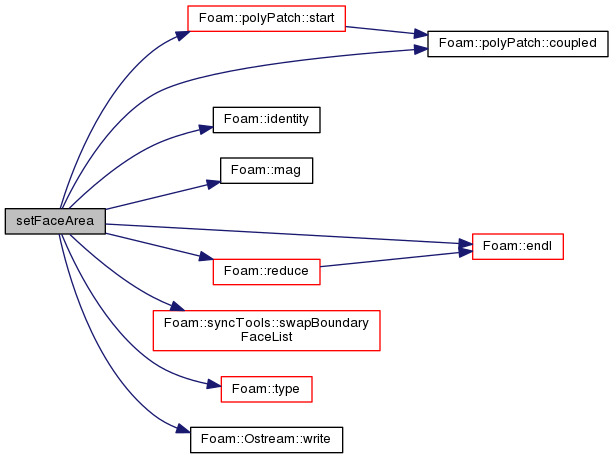 Foam::polyPatch::start
Foam::polyPatch::coupled
Foam::identity
Foam::mag
setFaceArea
Foam::endl
Foam::reduce
Foam::syncTools::swapBoundary
FaceList
Foam::type
Foam::Ostream::write